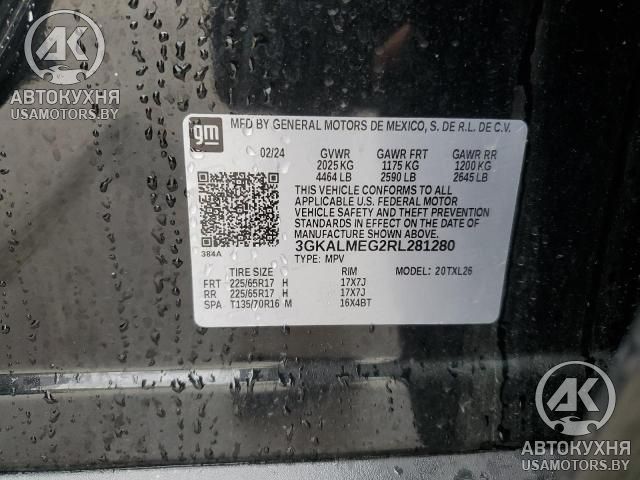 AK
АВТОКУХНЯ
USAMOTORS.BY
gm
MFD BY GENERAL MOTORS DE MEXICO, S. DE R.L. DE C.V.
02/24 GVWR GAWR FRT GAWR RR
2025 KG 1175 KG 1200 KG
4464 LB 2590 LB 2645 LB
THIS VEHICLE CONFORMS TO ALL
APPLICABLE U.S. FEDERAL MOTOR
VEHICLE SAFETY AND THEFT PREVENTION
STANDARDS IN EFFECT ON THE DATE OF
MANUFACTURE SHOWN ABOVE.
384A 3GKALMEG2RL281280
TYPE: MPV
TIRE SIZE RIM MODEL: 20TXL26
FRT 225/65R17 H 17X7J
RR 225/65R17 H 17X7J
SPA T135/70R16 M 16X4BT
AK
АВТОКУХНЯ
USAMOTORS.BY